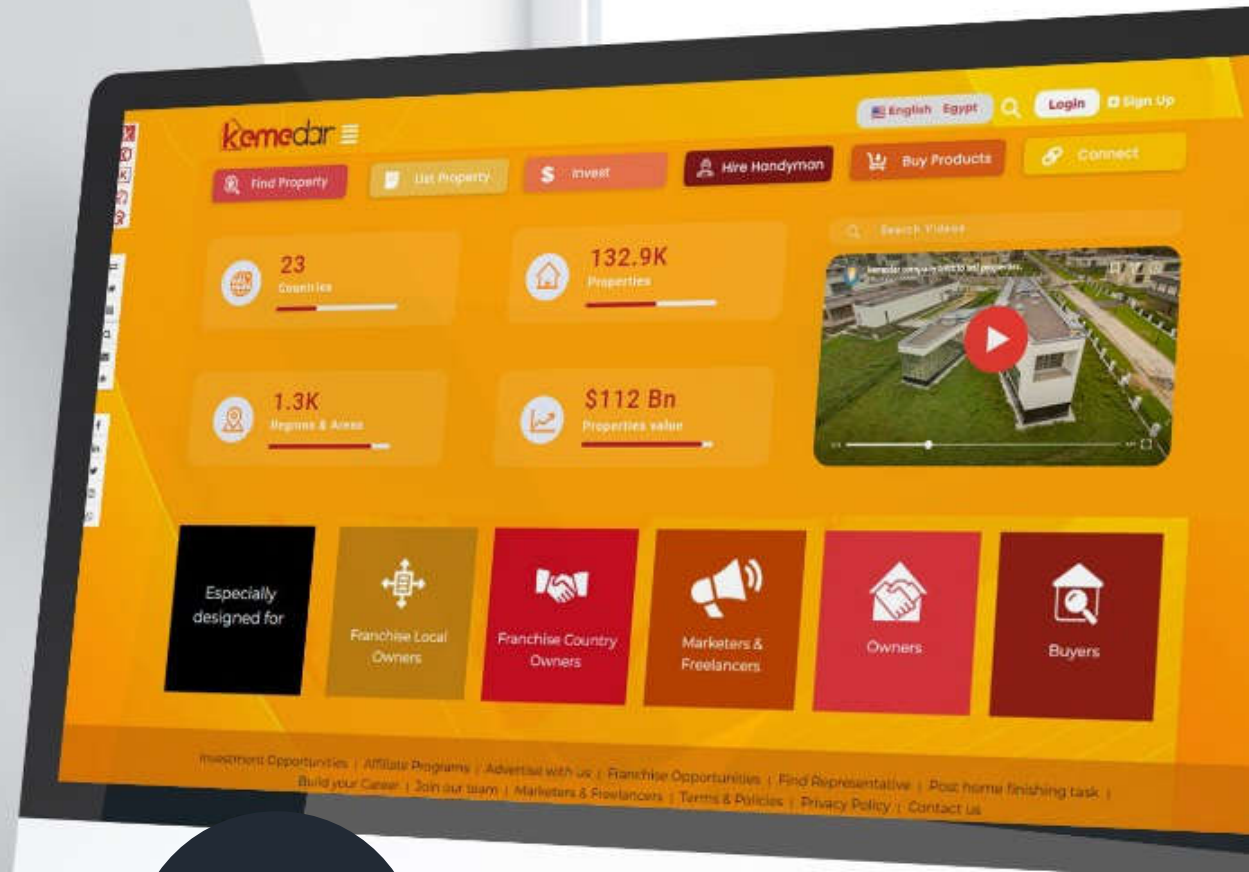 kemedar
English Egypt
Login
Sign Up
Find Property
List Property
$ Invest
Hire Handyman
Buy Products
Connect
23
Countries
132.9K
Properties
1.3K
Regions & Areas
$112 Bn
Properties value
Search Videos
Especially
designed for
Franchise Local
Owners
Franchise Country
Owners
Marketers &
Freelancers
Owners
Buyers
Investment Opportunities | Affiliate Programs | Advertise with us | Franchise Opportunities | Find Representative | Post home finishing task |
Build your Career | Join our team | Marketers & Freelancers | Terms & Policies | Privacy Policy | Contact us